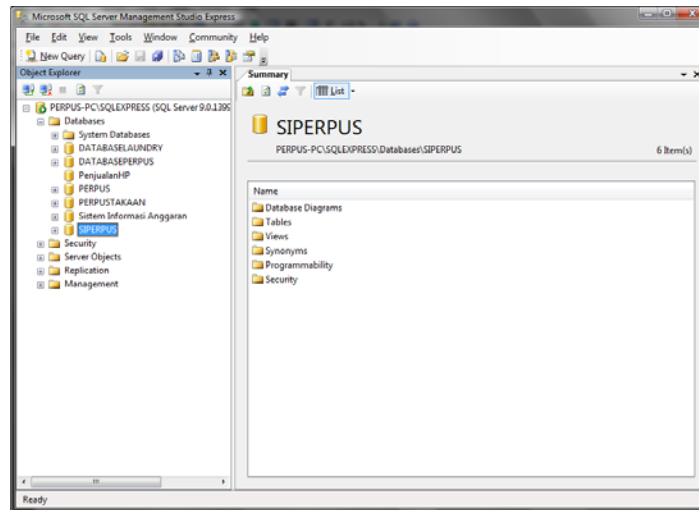 Microsoft SQL Server Management Studio Express
File Edit View Tools Window Community Help
New Query
Object Explorer
Summary
List
PERPUS-PC\SQLEXPRESS (SQL Server 9.0.1399
Databases
System Databases
DATABASELAUNDRY
DATABASEPERPUS
PenjualanHP
PERPUS
PERPUSTAKAAN
Sistem Informasi Anggaran
SIPERPUS
Security
Server Objects
Replication
Management
SIPERPUS
PERPUS-PC\SQLEXPRESS\Databases\SIPERPUS
6 Item(s)
Name
Database Diagrams
Tables
Views
Synonyms
Programmability
Security
Ready